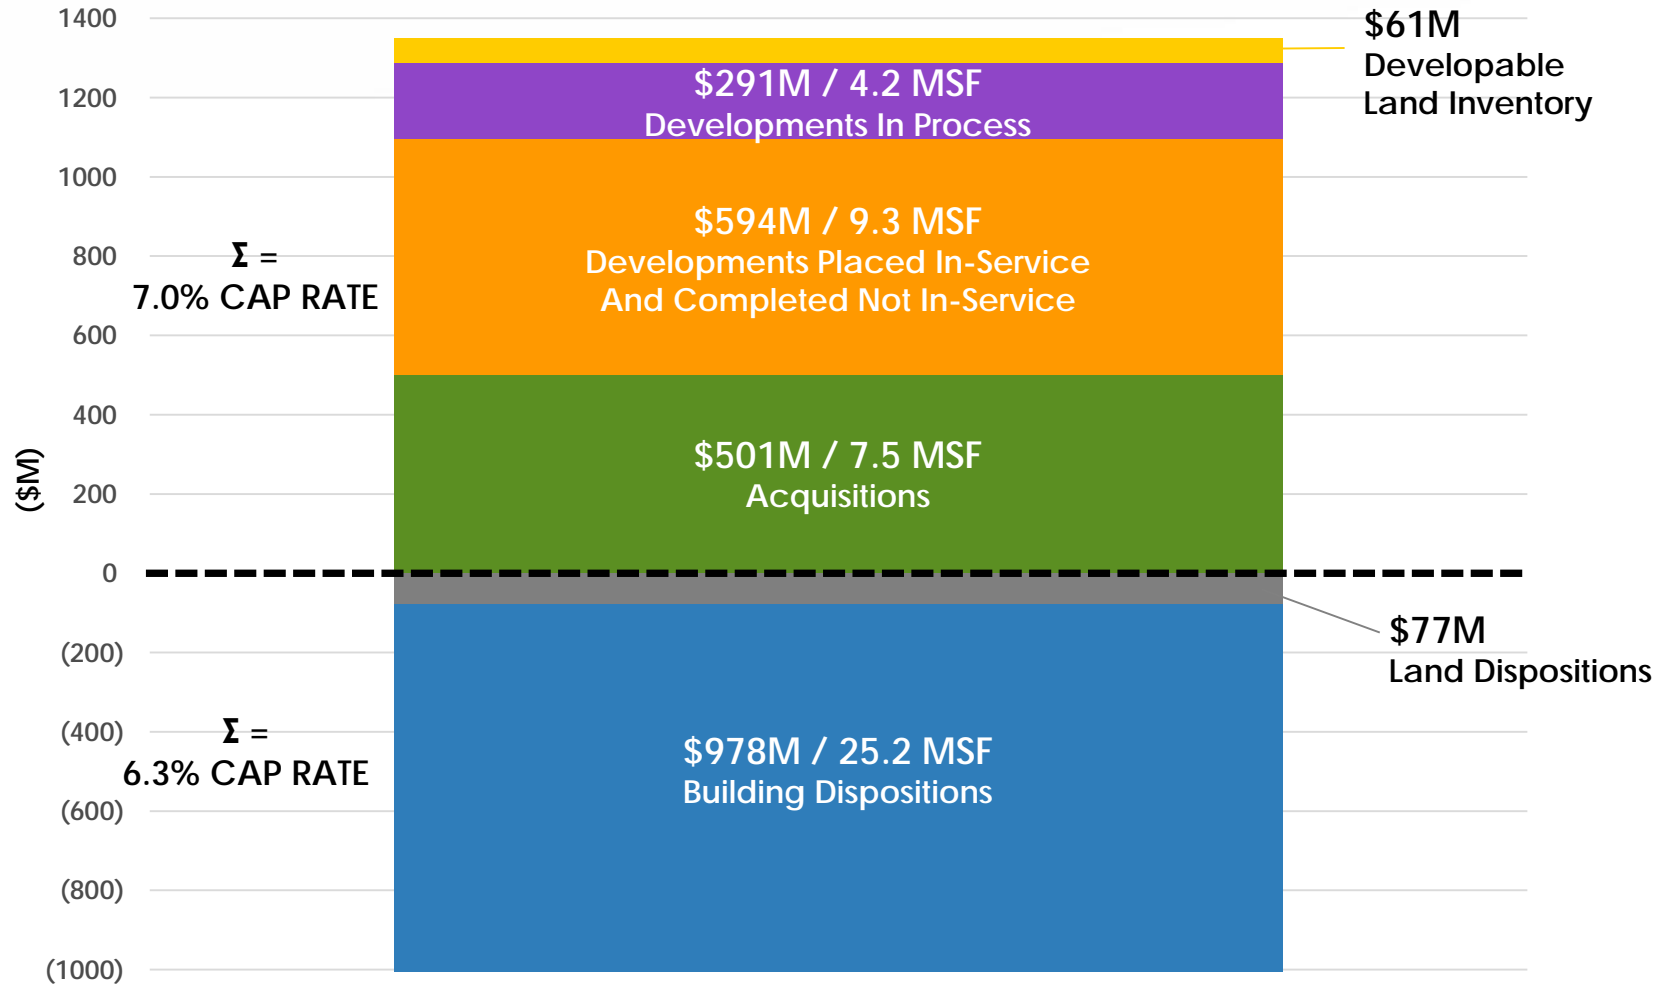 1400
1200
1000
800
600
400
200
0
(200)
(400)
(600)
(800)
(1000)
($M)
Σ =
7.0% CAP RATE
Σ =
6.3% CAP RATE
$61M
Developable
Land Inventory
$291M / 4.2 MSF
Developments In Process
$594M / 9.3 MSF
Developments Placed In-Service
And Completed Not In-Service
$501M / 7.5 MSF
Acquisitions
$77M
Land Dispositions
$978M / 25.2 MSF
Building Dispositions